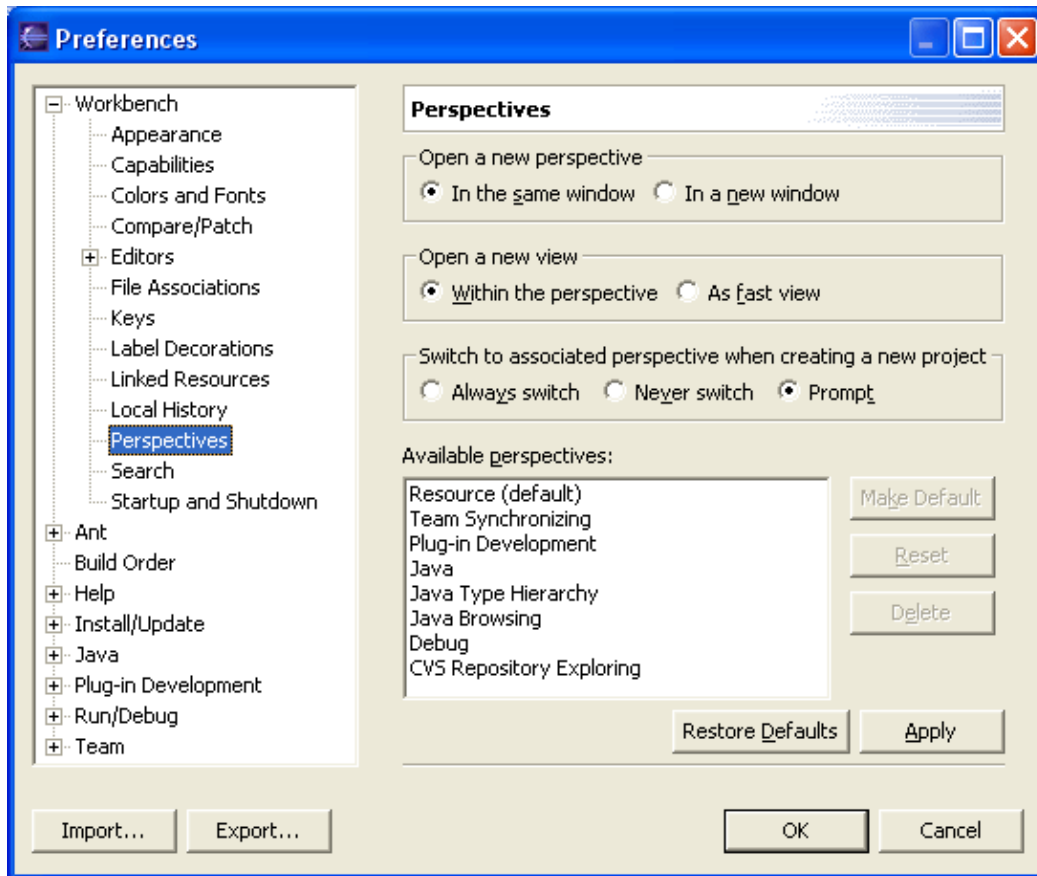 Preferences
Workbench
Appearance
Capabilities
Colors and Fonts
Compare/Patch
Editors
File Associations
Keys
Label Decorations
Linked Resources
Local History
Perspectives
Search
Startup and Shutdown
Ant
Build Order
Help
Install/Update
Java
Plug-in Development
Run/Debug
Team
Perspectives
Open a new perspective
In the same window In a new window
Open a new view
Within the perspective As fast view
Switch to associated perspective when creating a new project
Always switch Never switch Prompt
Available perspectives:
Resource (default)
Team Synchronizing
Plug-in Development
Java
Java Type Hierarchy
Java Browsing
Debug
CVS Repository Exploring
Make Default
Reset
Delete
Restore Defaults Apply
Import... Export... OK Cancel